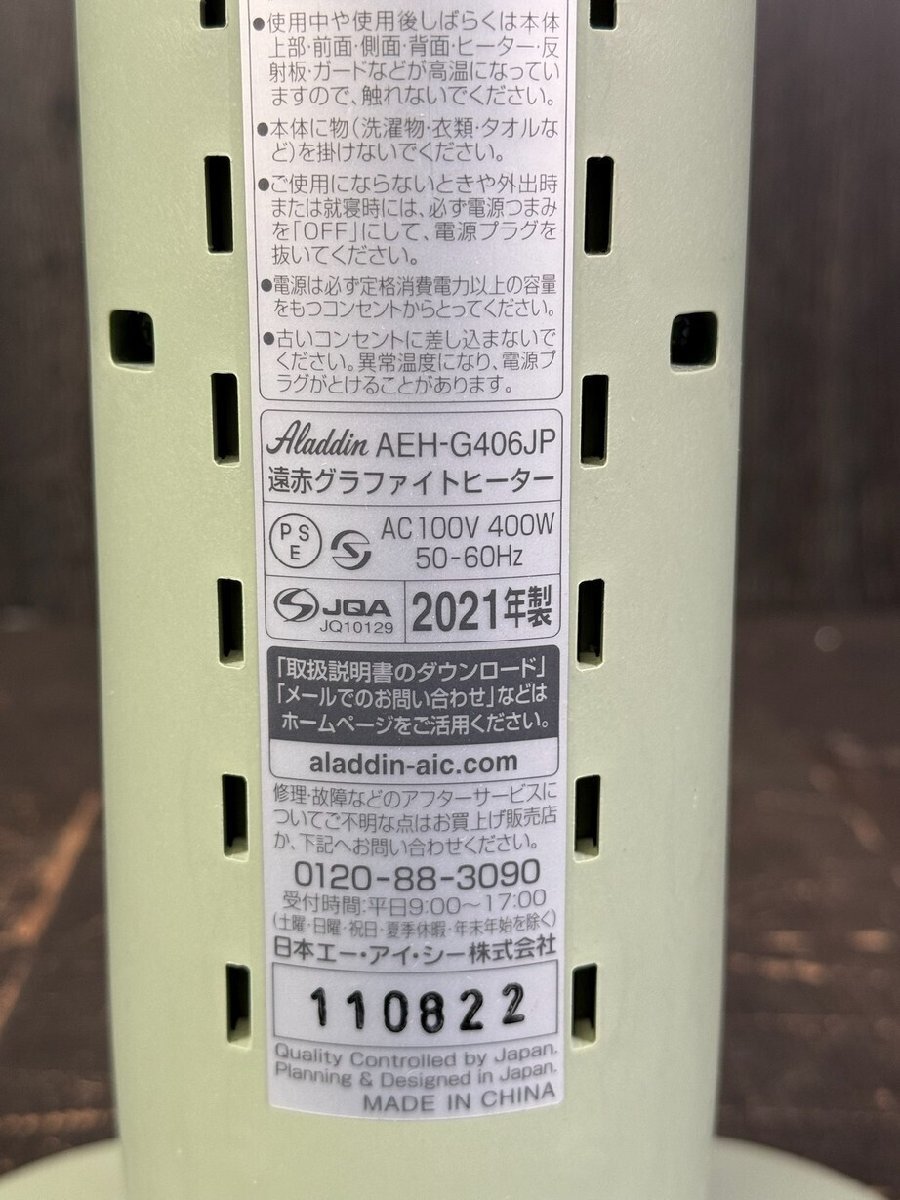 ●使用中や使用後しばらくは本体
上部･前面･側面･背面･ヒーター･反
射板･ガードなどが高温になってい
ますので、触れないでください。
●本体に物(洗濯物･衣類･タオルな
ど)を掛けないでください。
●ご使用にならないときや外出時
または就寝時には、必ず電源つまみ
を「OFF」にして、電源プラグを
抜いてください。
●電源は必ず定格消費電力以上の容量
をもつコンセントからとってください。
●古いコンセントに差し込まないで
ください。異常温度になり、電源プ
ラグがとけることがあります。
Aladdin AEH-G406JP
遠赤グラファイトヒーター
PS
E
AC100V 400W
50-60Hz
JQA
JQ10129
2021年製
「取扱説明書のダウンロード」
「メールでのお問い合わせ」などは
ホームページをご活用ください。
aladdin-aic.com
修理･故障などのアフターサービスに
ついてご不明な点はお買上げ販売店
か、下記へお問い合わせください。
0120-88-3090
受付時間:平日9:00〜17:00
(土曜･日曜･祝日･夏季休暇･年末年始を除く)
日本エー･アイ･シー株式会社
110822
Quality Controlled by Japan.
Planning & Designed in Japan.
MADE IN CHINA